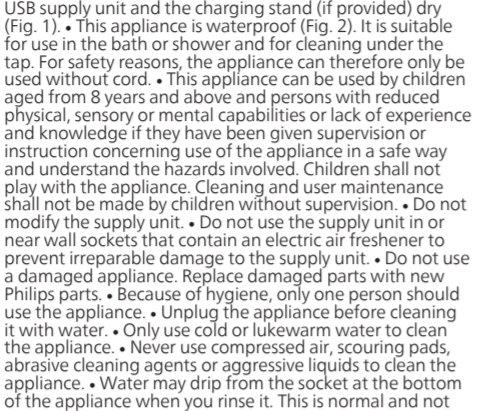 USB supply unit and the charging stand (if provided) dry
(Fig. 1). • This appliance is waterproof (Fig. 2). It is suitable
for use in the bath or shower and for cleaning under the
tap. For safety reasons, the appliance can therefore only be
used without cord. • This appliance can be used by children
aged from 8 years and above and persons with reduced
physical, sensory or mental capabilities or lack of experience
and knowledge if they have been given supervision or
instruction concerning use of the appliance in a safe way
and understand the hazards involved. Children shall not
play with the appliance. Cleaning and user maintenance
shall not be made by children without supervision. • Do not
modify the supply unit. • Do not use the supply unit in or
near wall sockets that contain an electric air freshener to
prevent irreparable damage to the supply unit. • Do not use
a damaged appliance. Replace damaged parts with new
Philips parts. • Because of hygiene, only one person should
use the appliance. • Unplug the appliance before cleaning
it with water. • Only use cold or lukewarm water to clean
the appliance. • Never use compressed air, scouring pads,
abrasive cleaning agents or aggressive liquids to clean the
appliance. • Water may drip from the socket at the bottom
of the appliance when you rinse it. This is normal and not